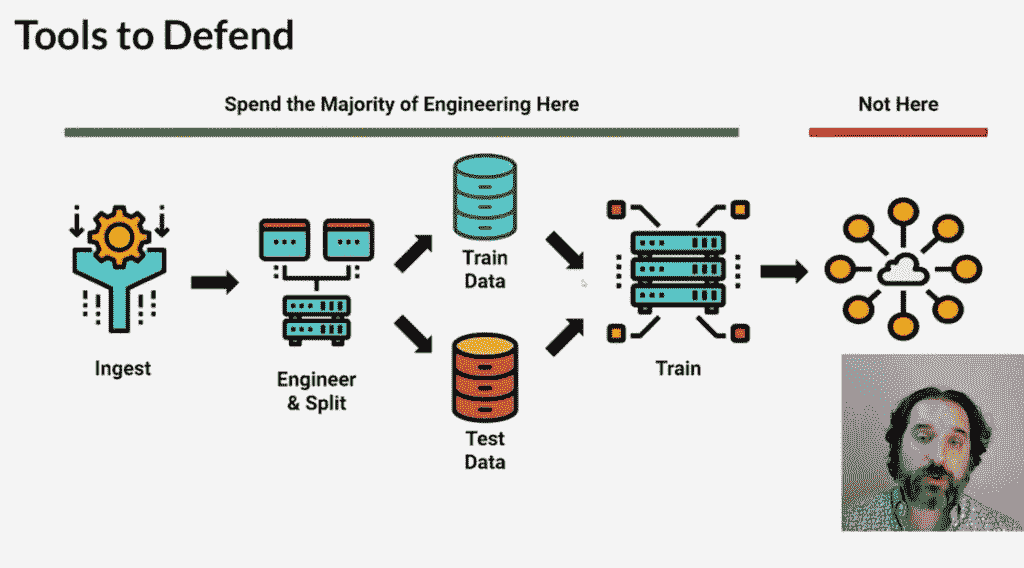 Tools to Defend
Spend the Majority of Engineering Here
Not Here
Ingest
Engineer
& Split
Train
Data
Test
Data
Train